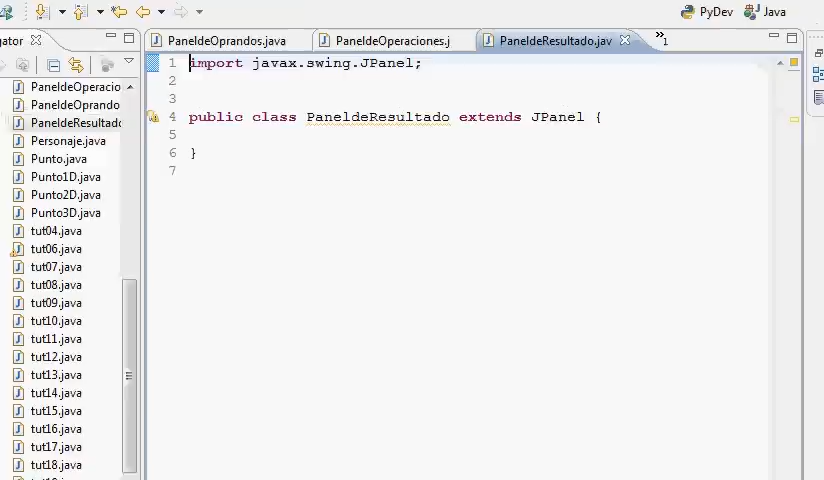 PyDev
Java
gator
PaneldeOprandos.java
PaneldeOperaciones.j
PaneldeResultado.jav
1
PaneldeOperacio
PaneldeOprando
PaneldeResultado
Personaje.java
Punto.java
Punto1D.java
Punto2D.java
Punto3D.java
tut04.java
tut06.java
tut07.java
tut08.java
tut09.java
tut10.java
tut11.java
tut12.java
tut13.java
tut14.java
tut15.java
tut16.java
tut17.java
tut18.java
1 import javax.swing.JPanel;
2
3
4 public class PaneldeResultado extends JPanel {
5
6 }
7